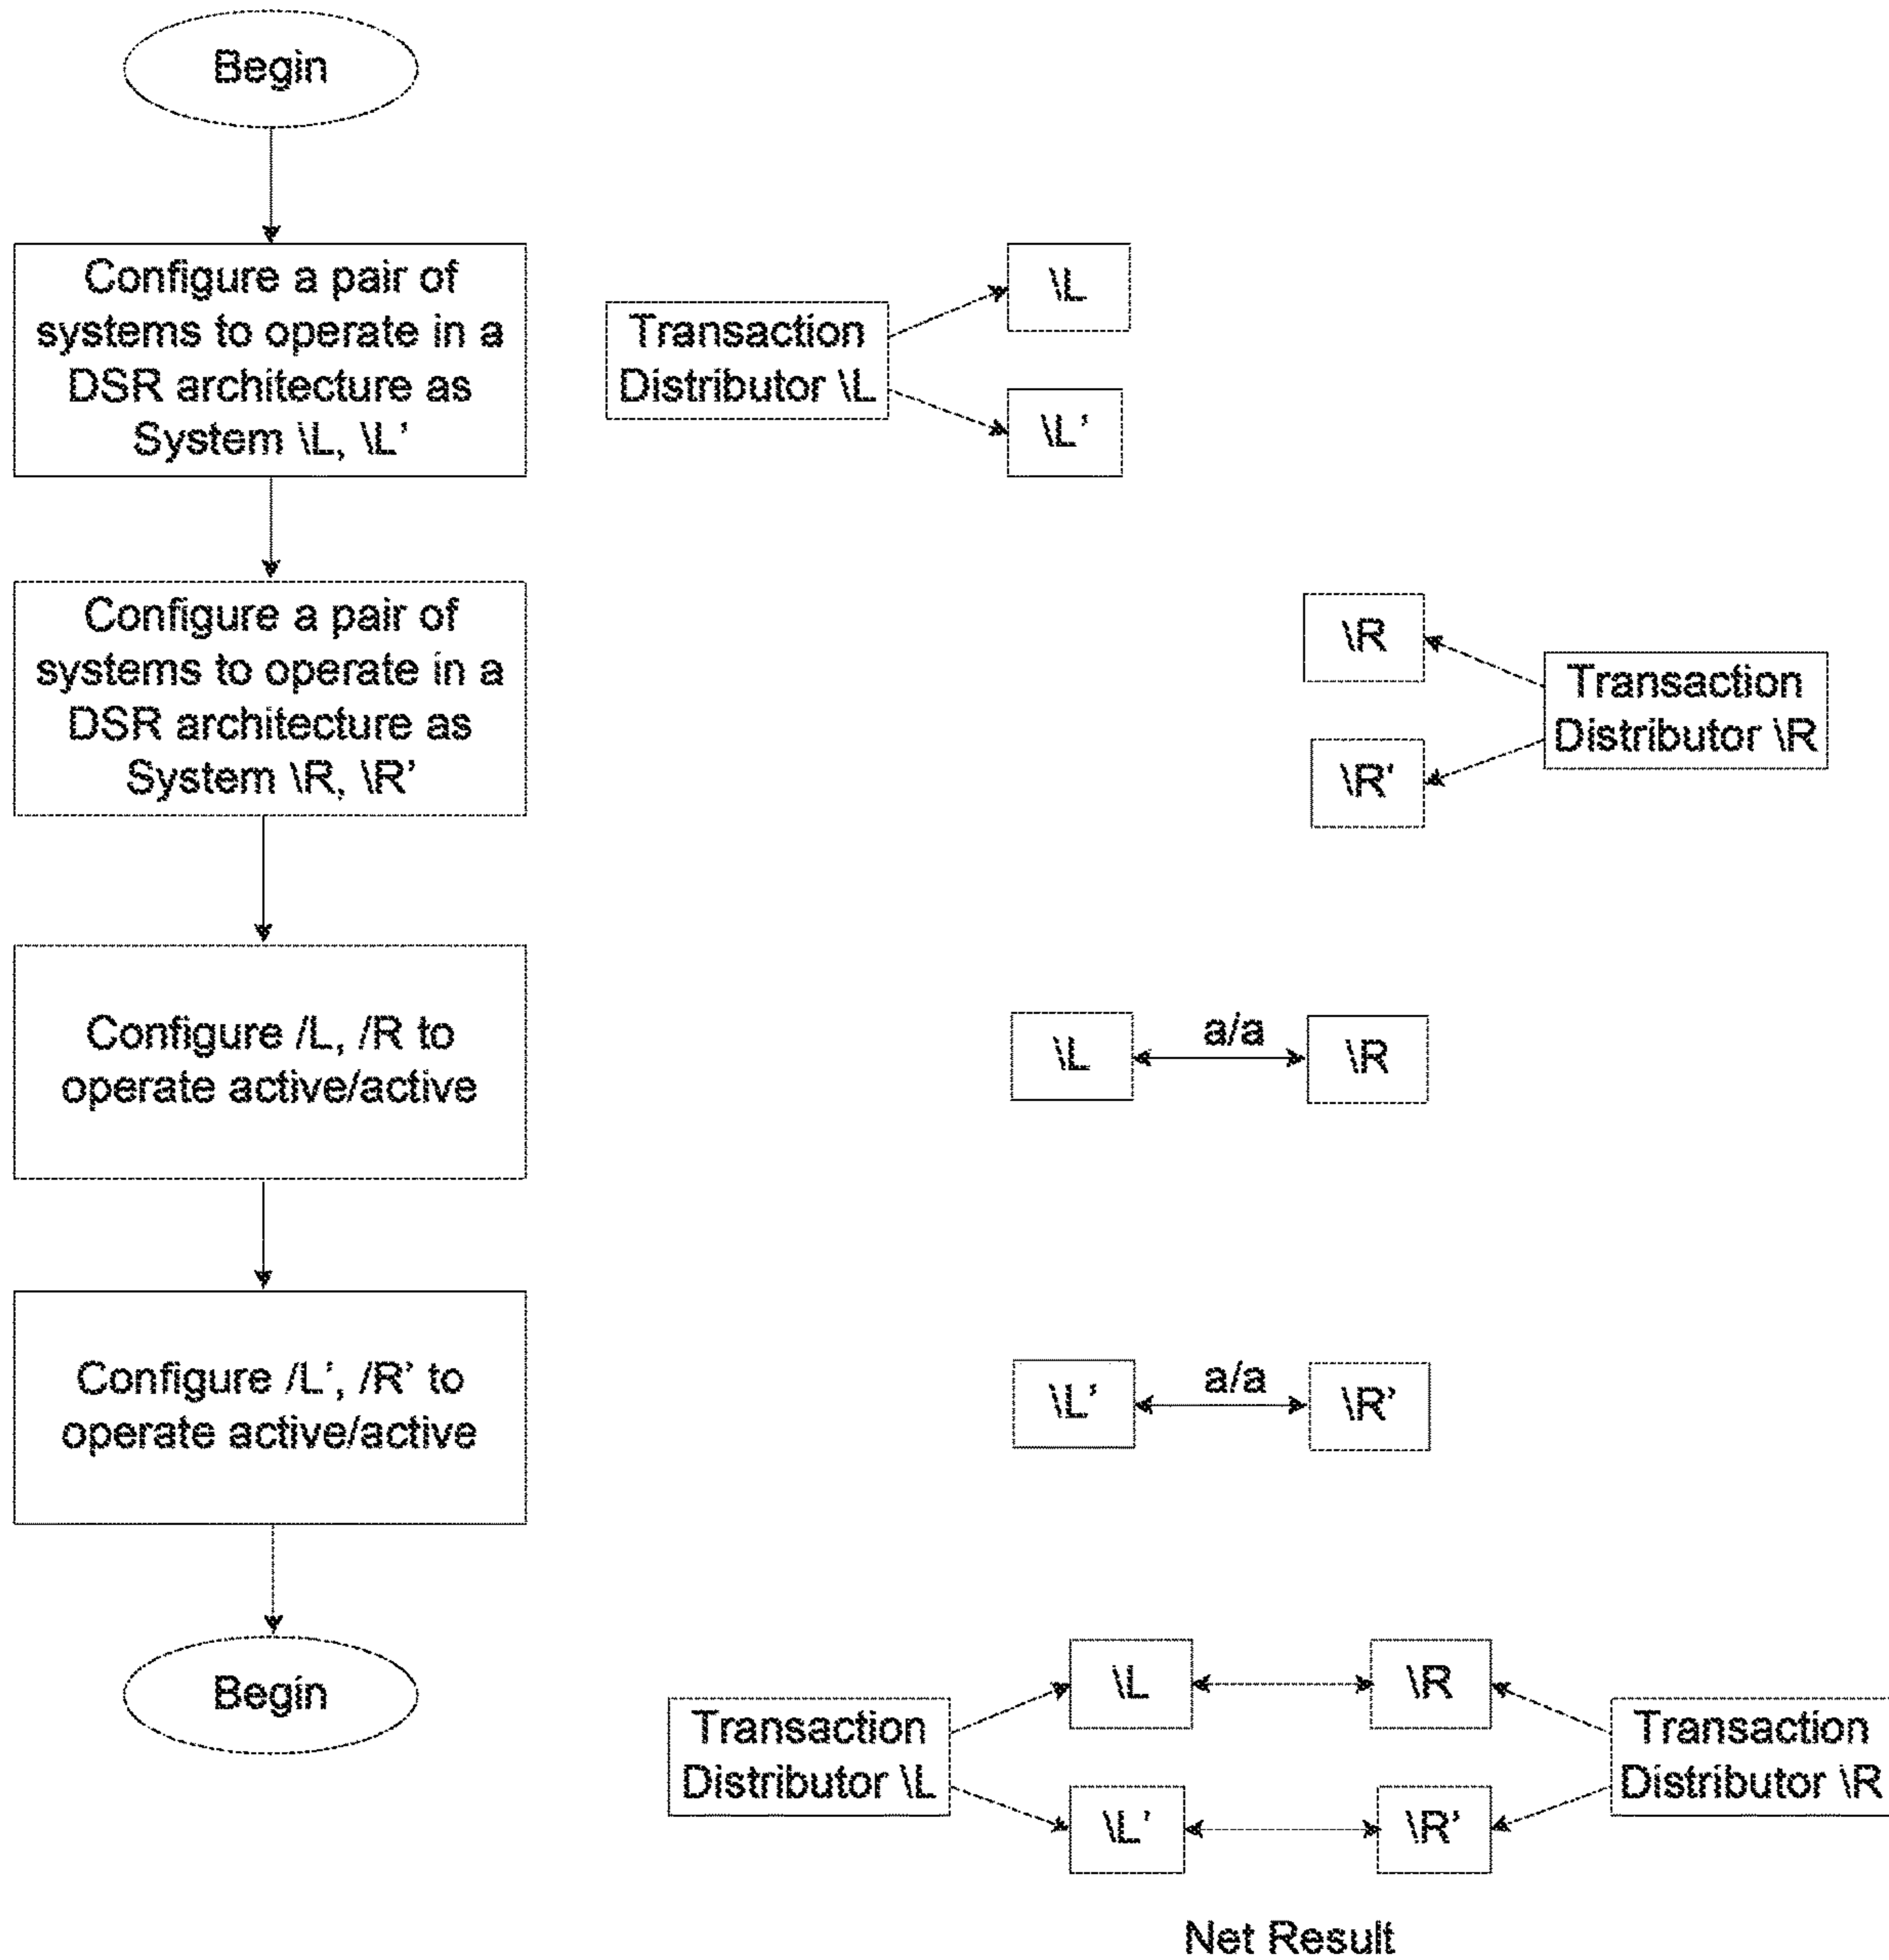 Begin
Configure a pair of
systems to operate in a
DSR architecture as
System \L, \L'
Transaction
Distributor \L
\L
\L'
Configure a pair of
systems to operate in a
DSR architecture as
System \R, \R'
\R
\R'
Transaction
Distributor \R
Configure /L, /R to
operate active/active
\L
a/a
\R
Configure /L', /R' to
operate active/active
\L'
a/a
\R'
Begin
Transaction
Distributor \L
\L
\R
\L'
\R'
Transaction
Distributor \R
Net Result